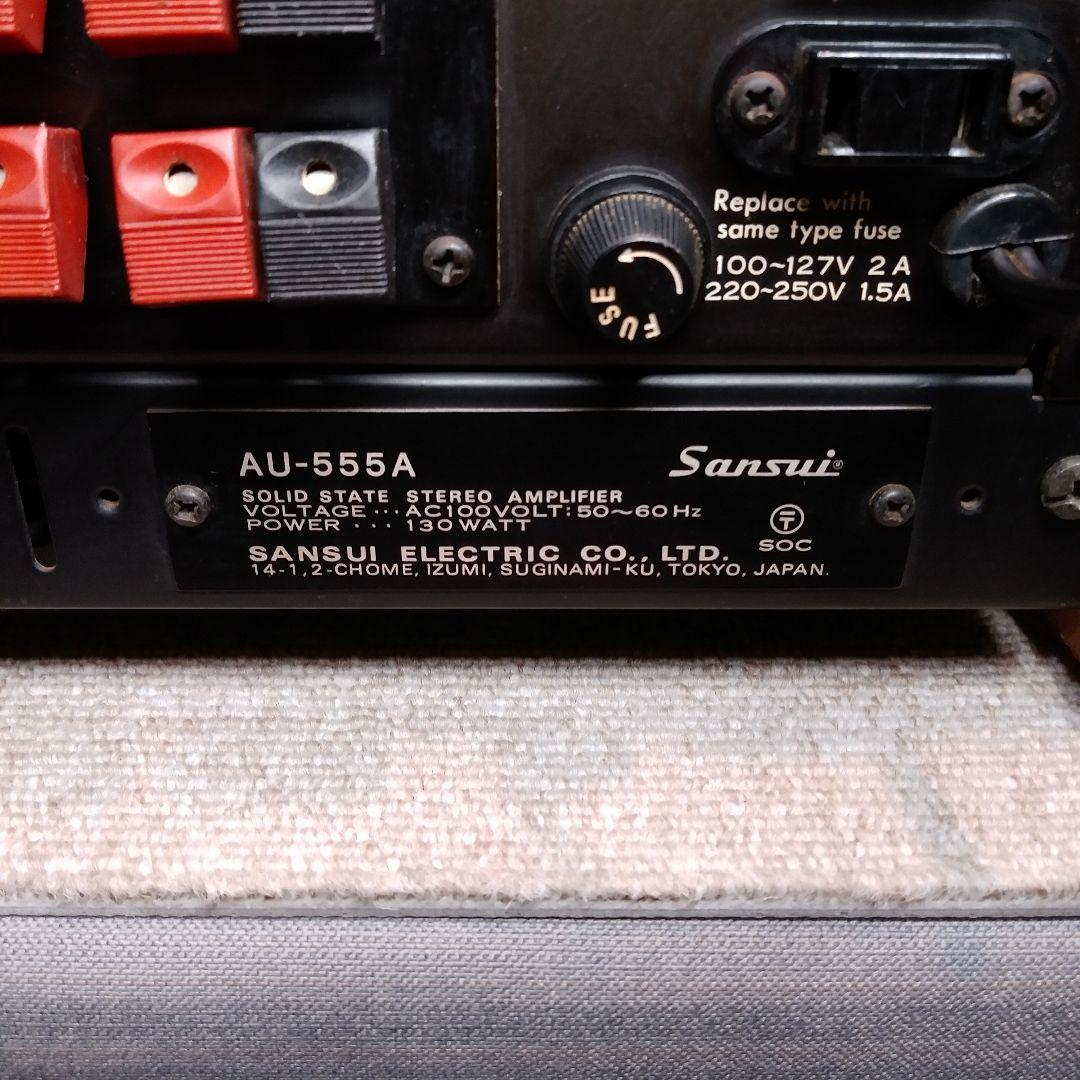 Replace with
same type fuse
100~127V 2A
220~250V 1.5A
FUSE
AU-555A
Sansui®
SOLID STATE STEREO AMPLIFIER
VOLTAGE ··· AC100VOLT: 50~60Hz
POWER ··· 130WATT
T
SOC
SANSUI ELECTRIC CO., LTD.
14-1, 2-CHOME, IZUMI, SUGINAMI-KU, TOKYO, JAPAN.